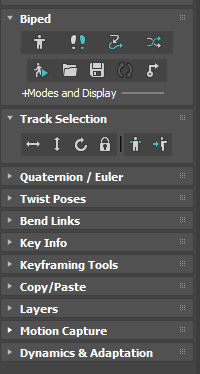 Biped
+Modes and Display
Track Selection
Quaternion / Euler
Twist Poses
Bend Links
Key Info
Keyframing Tools
Copy/Paste
Layers
Motion Capture
Dynamics & Adaptation